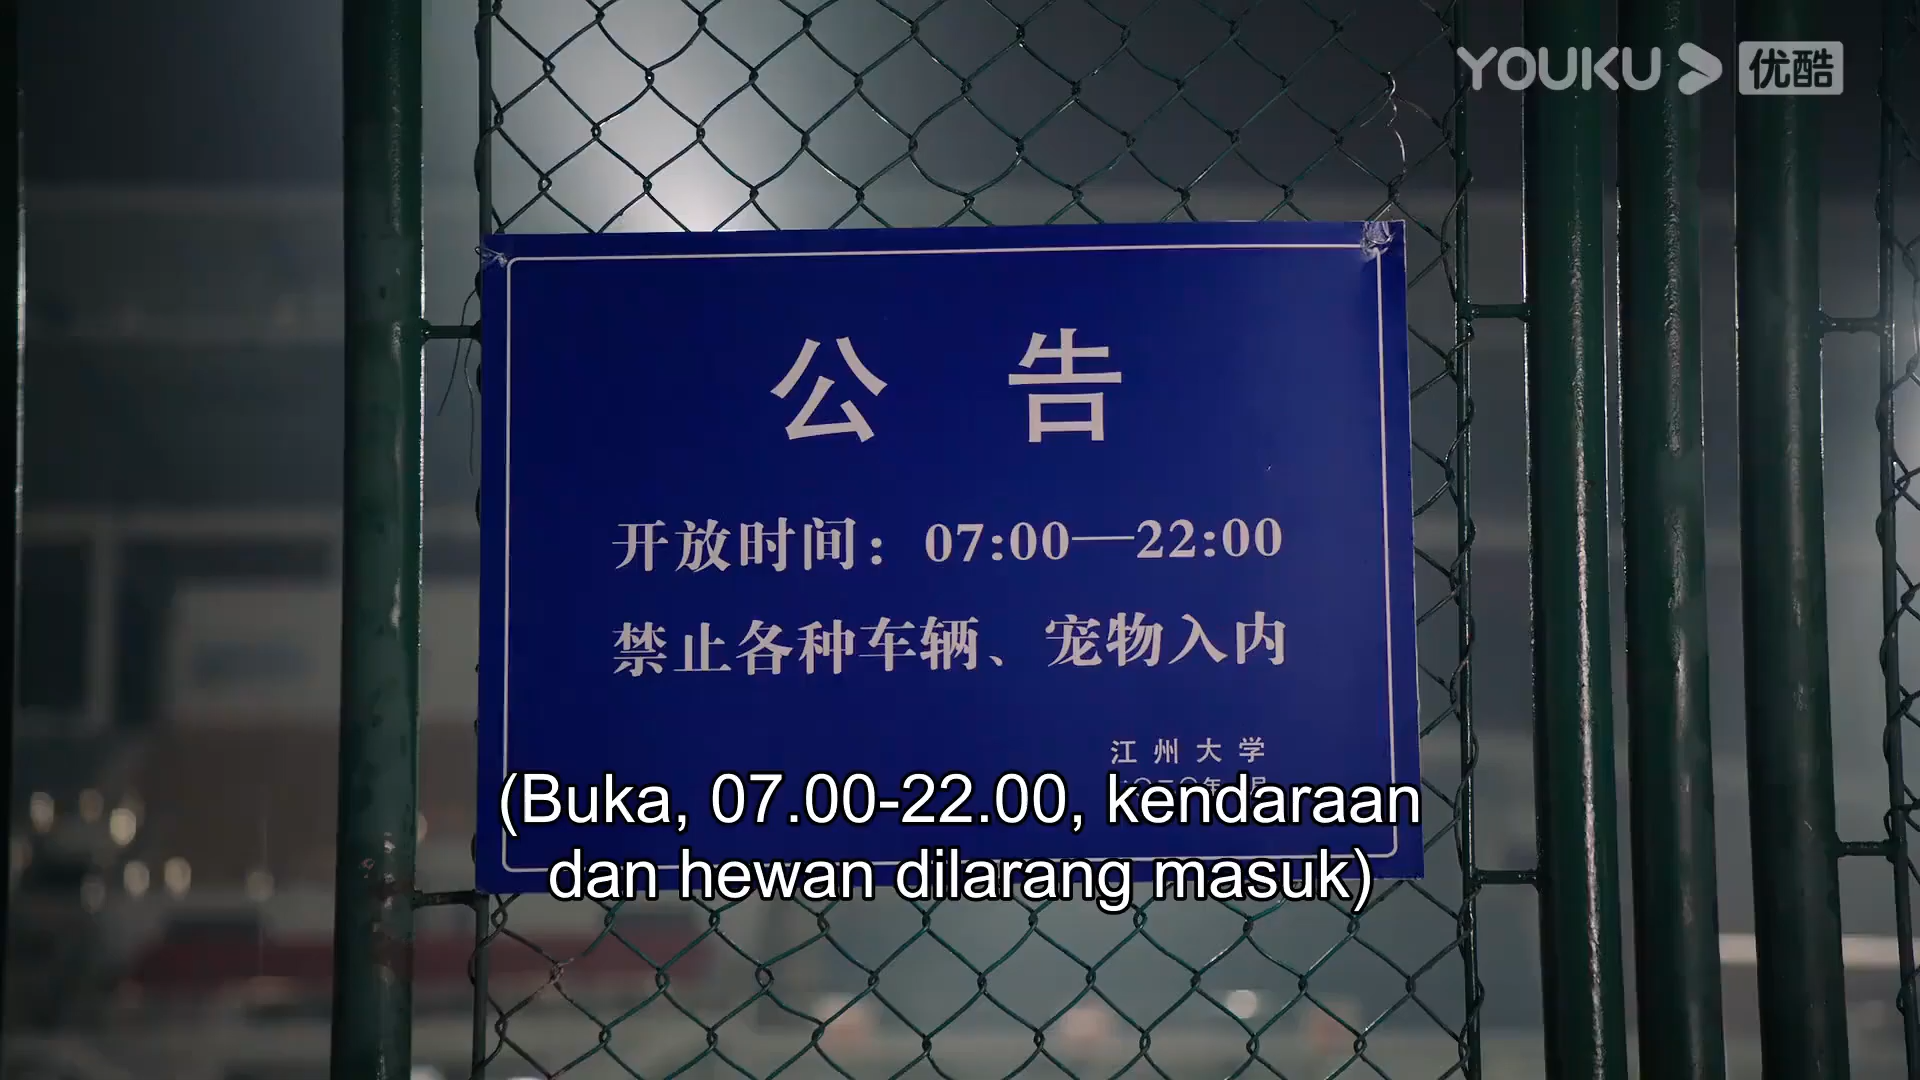 YOUKU 优酷
公告
开放时间：07:00—22:00
禁止各种车辆、宠物入内
江州大学
(Buka, 07.00-22.00, kendaraan
dan hewan dilarang masuk)